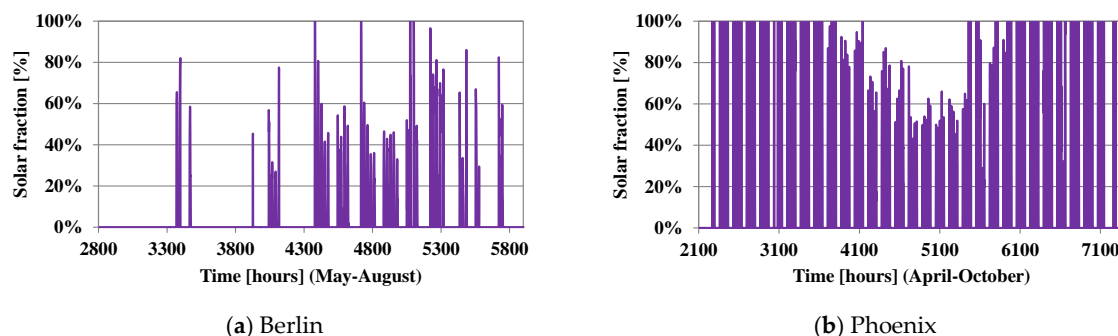 100%
80%
60%
40%
20%
0%
Solar fraction [%]
2800 3300 3800 4300 4800 5300 5800
Time [hours] (May-August)
(a) Berlin
100%
80%
60%
40%
20%
0%
Solar fraction [%]
2100 3100 4100 5100 6100 7100
Time [hours] (April-October)
(b) Phoenix